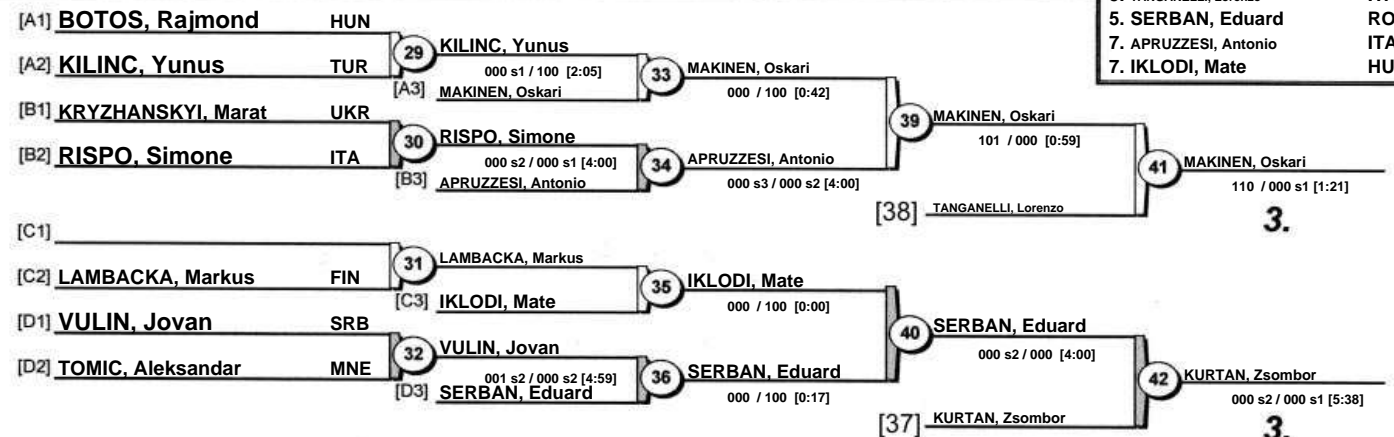 [A1] BOTOS, Rajmond HUN
[A2] KILINC, Yunus TUR
29
KILINC, Yunus
000 s1 / 100 [2:05]
[A3] MAKINEN, Oskari
33
MAKINEN, Oskari
000 / 100 [0:42]
[B1] KRYZHANSKYI, Marat UKR
[B2] RISPO, Simone ITA
30
RISPO, Simone
000 s2 / 000 s1 [4:00]
[B3] APRUZZESI, Antonio
34
APRUZZESI, Antonio
000 s3 / 000 s2 [4:00]
39
MAKINEN, Oskari
101 / 000 [0:59]
[38] TANGANELLI, Lorenzo
41
MAKINEN, Oskari
110 / 000 s1 [1:21]
3.
[C1]
[C2] LAMBACKA, Markus FIN
31
LAMBACKA, Markus
[C3] IKLODI, Mate
35
IKLODI, Mate
000 / 100 [0:00]
[D1] VULIN, Jovan SRB
[D2] TOMIC, Aleksandar MNE
32
VULIN, Jovan
001 s2 / 000 s2 [4:59]
[D3] SERBAN, Eduard
36
SERBAN, Eduard
000 / 100 [0:17]
40
SERBAN, Eduard
000 s2 / 000 [4:00]
[37] KURTAN, Zsombor
42
KURTAN, Zsombor
000 s2 / 000 s1 [5:38]
3.
5. SERBAN, Eduard RO
7. APRUZZESI, Antonio ITA
7. IKLODI, Mate HU